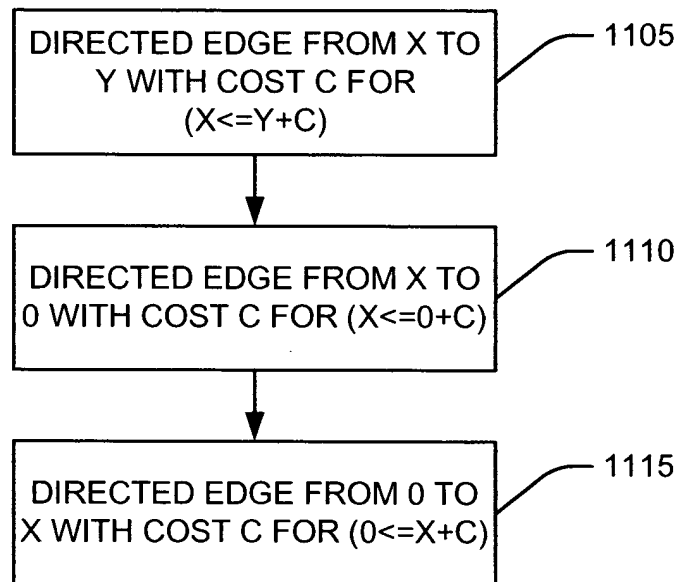 DIRECTED EDGE FROM X TO
Y WITH COST C FOR
(X<=Y+C)
1105
DIRECTED EDGE FROM X TO
0 WITH COST C FOR (X<=0+C)
1110
DIRECTED EDGE FROM 0 TO
X WITH COST C FOR (0<=X+C)
1115